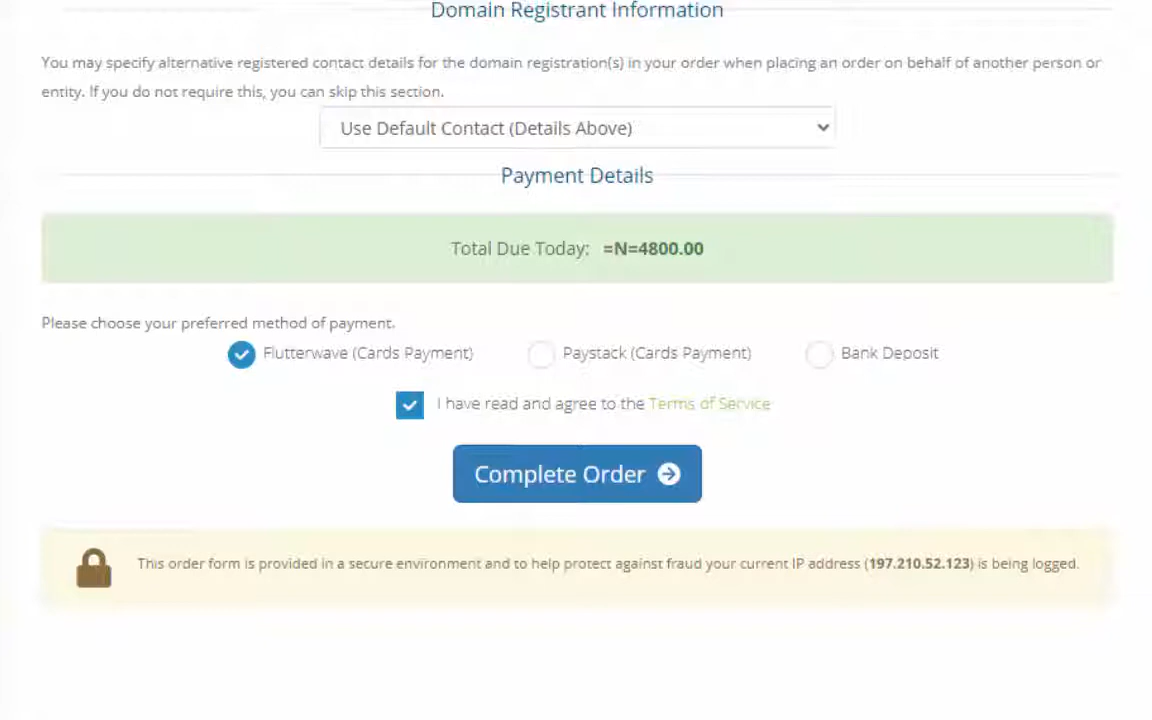 Domain Registrant Information
You may specify alternative registered contact details for the domain registration(s) in your order when placing an order on behalf of another person or
entity. If you do not require this, you can skip this section.
Use Default Contact (Details Above)
Payment Details
Total Due Today: =N=4800.00
Please choose your preferred method of payment.
Flutterwave (Cards Payment) Paystack (Cards Payment) Bank Deposit
I have read and agree to the Terms of Service
Complete Order
This order form is provided in a secure environment and to help protect against fraud your current IP address (197.210.52.123) is being logged.